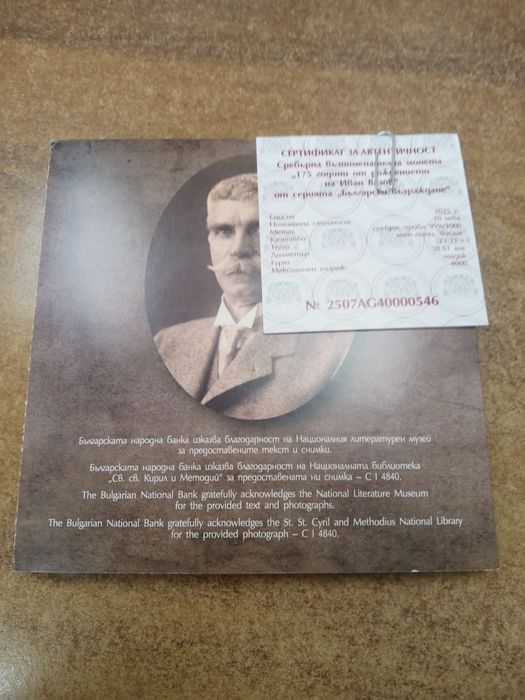 СЕРТИФИКАТ ЗА АВТЕНТИЧНОСТ
Сребърна възпоменателна монета
„175 години от рождението
на Иван Вазов“
от серията „Българско Възраждане“
Емисия 2025 г.
Номинална стойност 10 лева
Метал сребро, проба 999/1000
Качество мат-гланц,
Тегло 23.33 г.
Диаметър 38.61 мм
Гурт гладък
Максимален тираж 4000
№ 2507AG40000546
Българската народна банка изказва благодарност на Националния литературен музей
за предоставените текст и снимки.
Българската народна банка изказва благодарност на Националната библиотека
„Св. св. Кирил и Методий“ за предоставената ни снимка – С I 4840.
The Bulgarian National Bank gratefully acknowledges the National Literature Museum
for the provided text and photographs.
The Bulgarian National Bank gratefully acknowledges the St. St. Cyril and Methodius National Library
for the provided photograph – C I 4840.